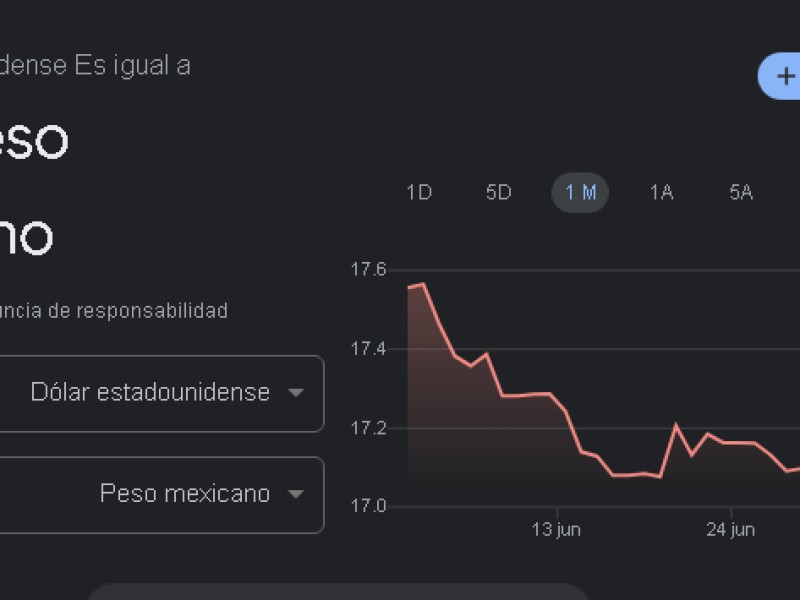 dense Es igual a
eso
no
uncia de responsabilidad
Dólar estadounidense
Peso mexicano
+
1D 5D 1 M 1A 5A
17.6
17.4
17.2
17.0
13 jun 24 jun